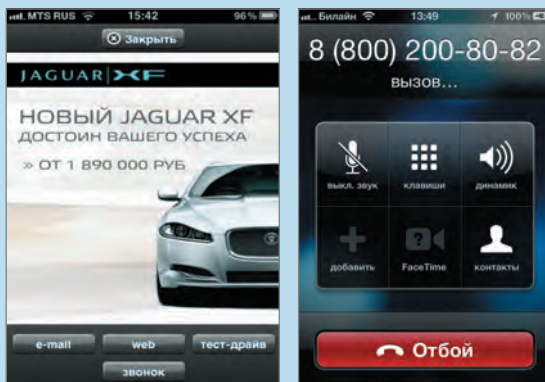 MTS RUS 15:42 96 %
Закрыть
JAGUAR XF
НОВЫЙ JAGUAR XF
ДОСТОИН ВАШЕГО УСПЕХА
» ОТ 1 890 000 РУБ
e-mail web тест-драйв
звонок
Билайн 13:49 100%
8 (800) 200-80-82
вызов...
выкл. звук клавиши динамик
добавить FaceTime контакты
Отбой